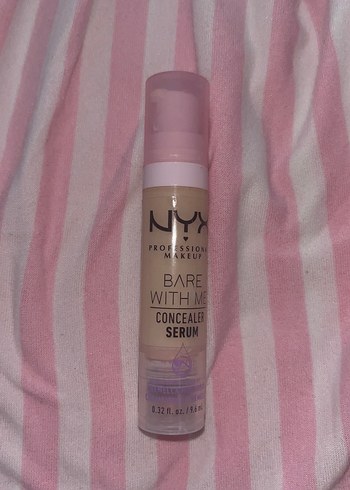 NYX
PROFESSIONAL
MAKEUP
BARE
WITH ME
CONCEALER
SERUM
0.32 fl. oz. / 9.6 mL